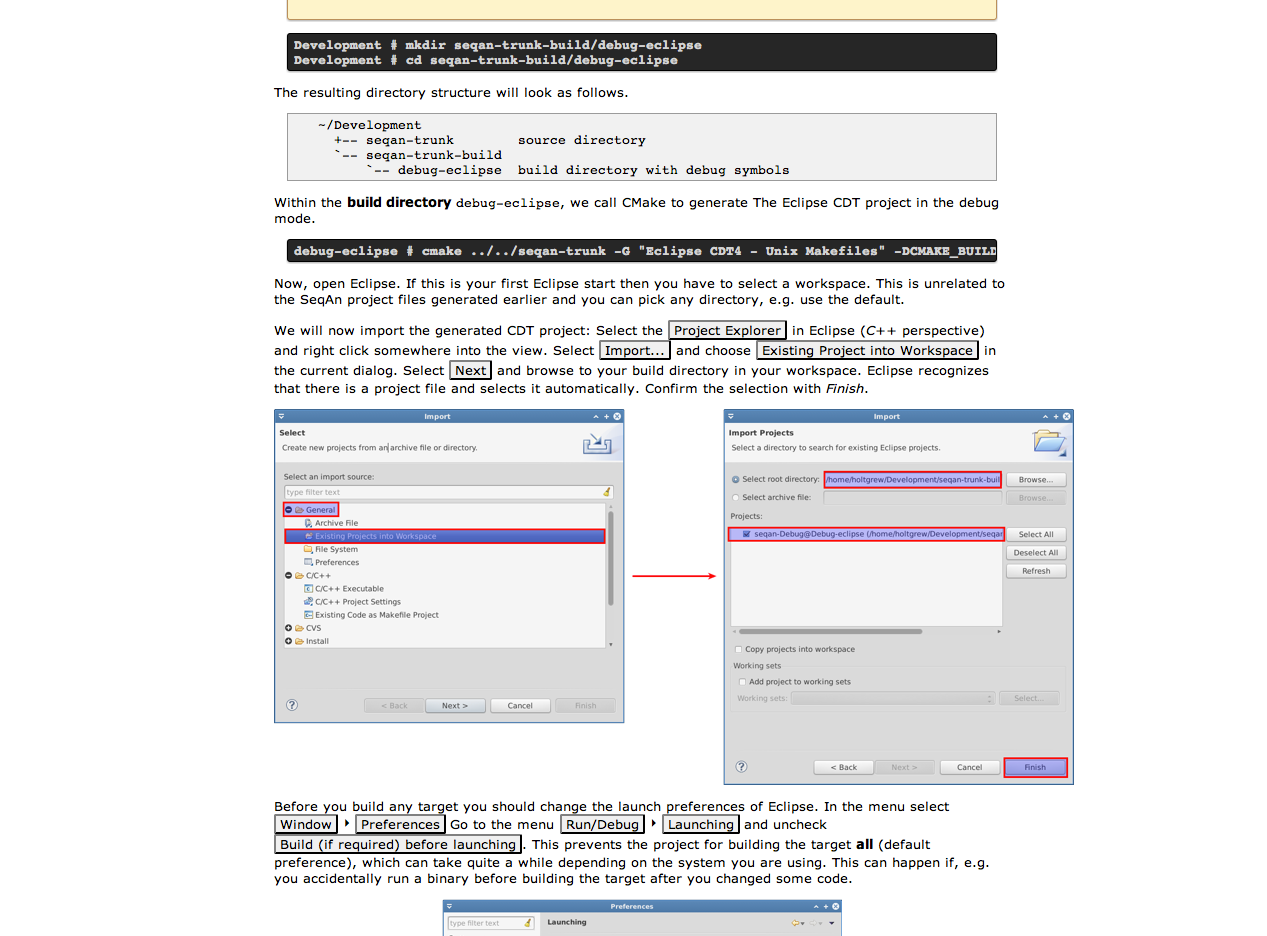 Development # mkdir seqan-trunk-build/debug-eclipse
Development # cd seqan-trunk-build/debug-eclipse
The resulting directory structure will look as follows.
~/Development
+-- seqan-trunk        source directory
`-- seqan-trunk-build
`-- debug-eclipse  build directory with debug symbols
Within the build directory debug-eclipse, we call CMake to generate The Eclipse CDT project in the debug
mode.
debug-eclipse # cmake ../../seqan-trunk -G "Eclipse CDT4 - Unix Makefiles" -DCMAKE_BUILD
Now, open Eclipse. If this is your first Eclipse start then you have to select a workspace. This is unrelated to
the SeqAn project files generated earlier and you can pick any directory, e.g. use the default.
We will now import the generated CDT project: Select the Project Explorer in Eclipse (C++ perspective)
and right click somewhere into the view. Select Import... and choose Existing Project into Workspace in
the current dialog. Select Next and browse to your build directory in your workspace. Eclipse recognizes
that there is a project file and selects it automatically. Confirm the selection with Finish.
Import
Select
Create new projects from an archive file or directory.
Select an import source:
type filter text
General
Archive File
Existing Projects into Workspace
File System
Preferences
C/C++
C/C++ Executable
C/C++ Project Settings
Existing Code as Makefile Project
CVS
Install
? < Back Next > Cancel Finish
Import
Import Projects
Select a directory to search for existing Eclipse projects.
Select root directory: /home/holtgrew/Development/seqan-trunk-buil Browse...
Select archive file: Browse...
Projects:
seqan-Debug@Debug-eclipse (/home/holtgrew/Development/seqan Select All
Deselect All
Refresh
Copy projects into workspace
Working sets
Add project to working sets
Working sets: Select...
? < Back Next > Cancel Finish
Before you build any target you should change the launch preferences of Eclipse. In the menu select
Window ‣ Preferences Go to the menu Run/Debug ‣ Launching and uncheck
Build (if required) before launching. This prevents the project for building the target all (default
preference), which can take quite a while depending on the system you are using. This can happen if, e.g.
you accidentally run a binary before building the target after you changed some code.
Preferences
type filter text Launching